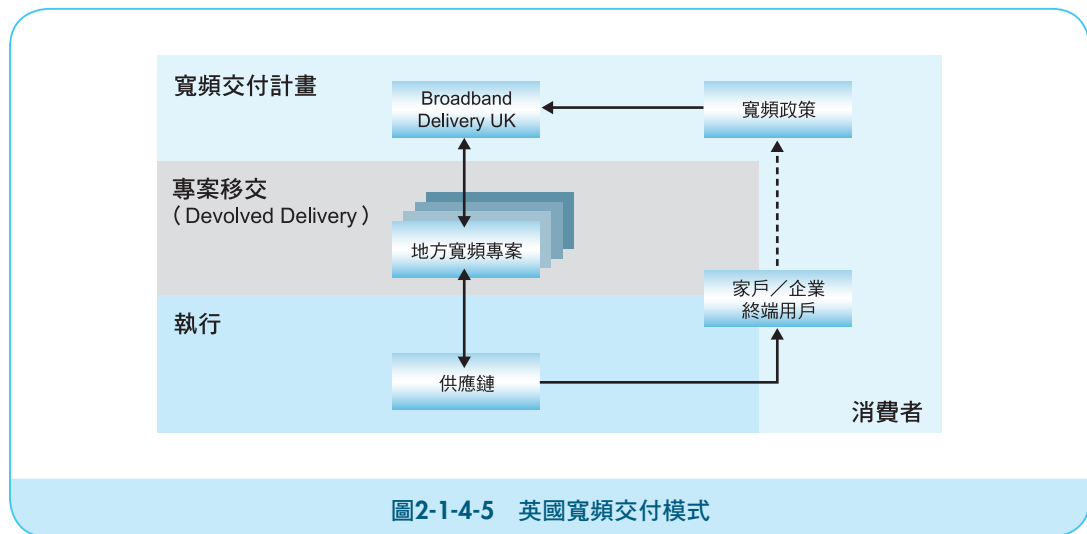 寬頻交付計畫
Broadband
Delivery UK
寬頻政策
專案移交
（Devolved Delivery）
地方寬頻專案
家戶／企業
終端用戶
執行
供應鏈
消費者
圖2-1-4-5 英國寬頻交付模式